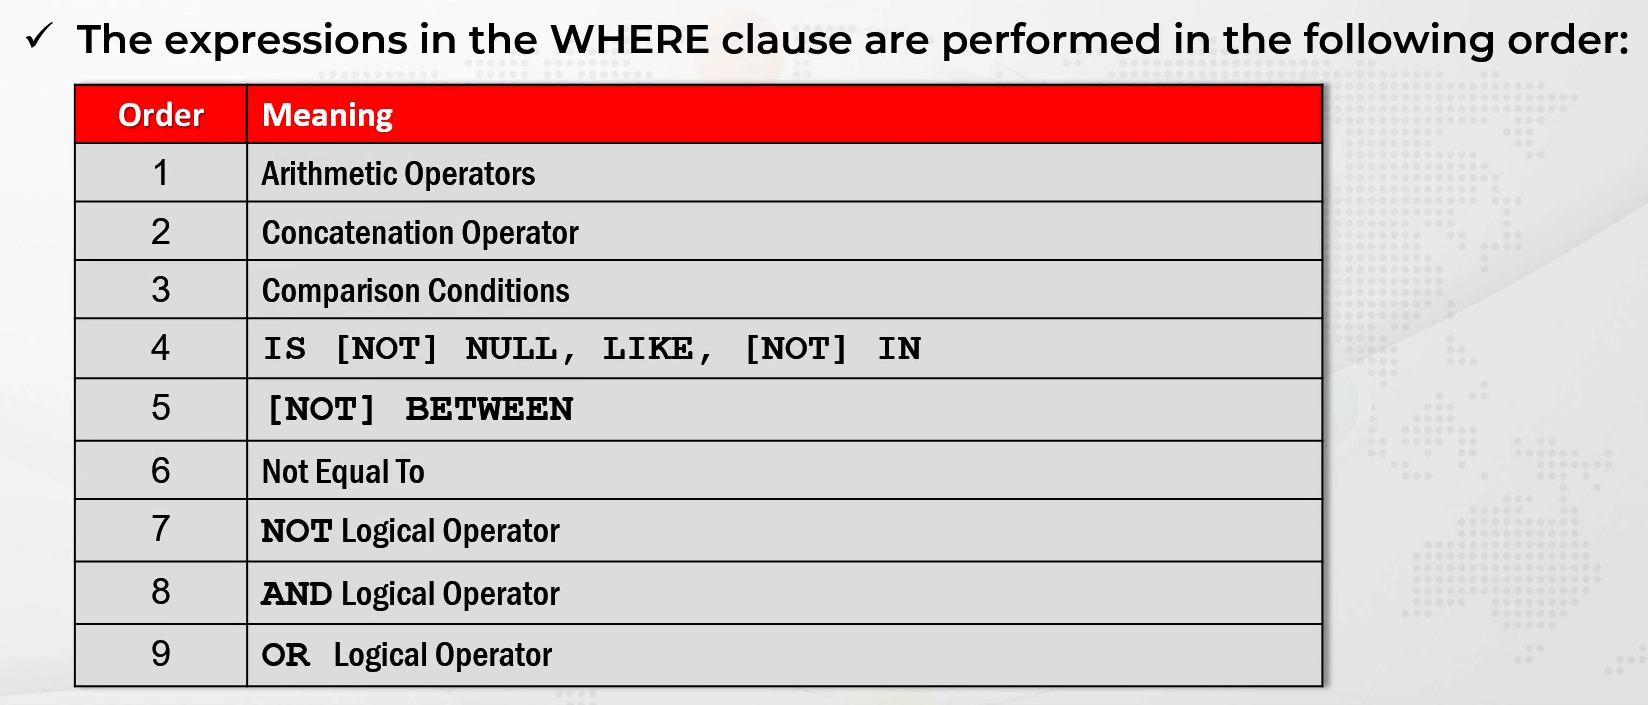 ✓ The expressions in the WHERE clause are performed in the following order:
Order Meaning
1 Arithmetic Operators
2 Concatenation Operator
3 Comparison Conditions
4 IS [NOT] NULL, LIKE, [NOT] IN
5 [NOT] BETWEEN
6 Not Equal To
7 NOT Logical Operator
8 AND Logical Operator
9 OR Logical Operator